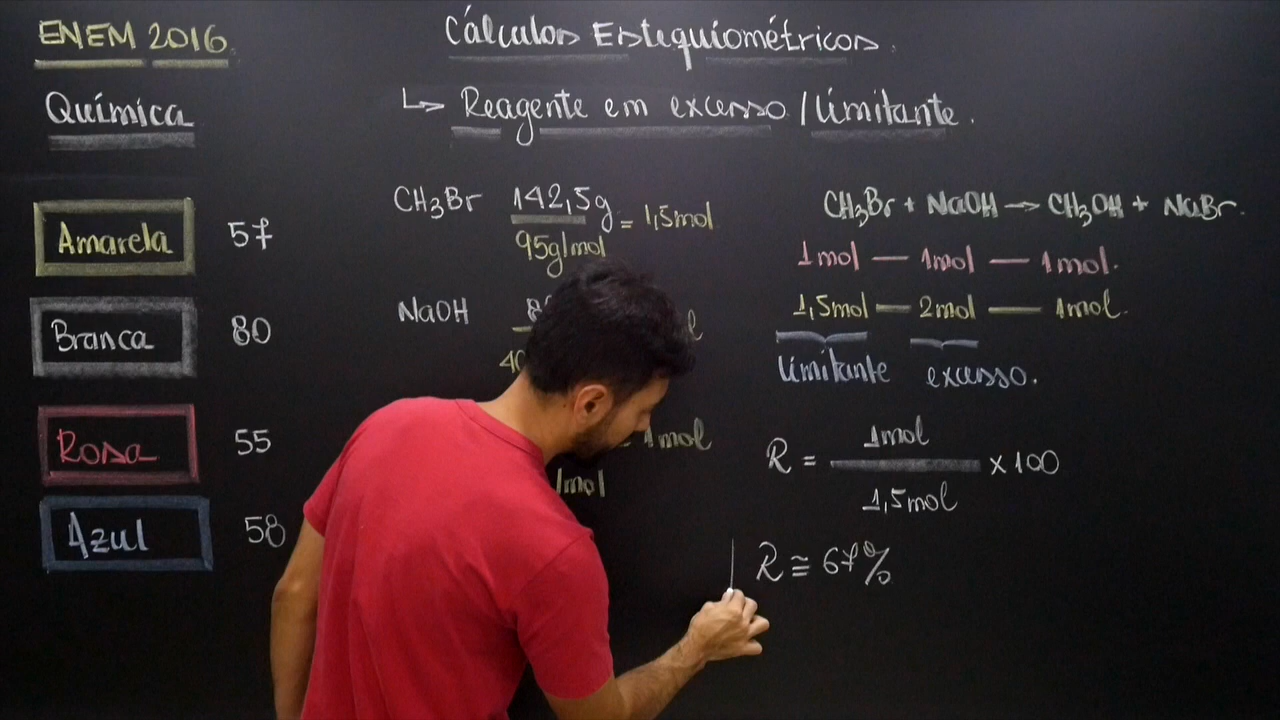 ENEM 2016.
Química
Cálculos Estequiométricos.
↳ Reagente em excesso / limitante.
Amarela 57
Branca 80
Rosa 55
Azul 58
CH₃Br 142,5g = 1,5mol
95g/mol
NaOH
1mol
/mol
CH₃Br + NaOH → CH₃OH + NaBr.
1mol — 1mol — 1mol.
1,5mol — 2mol — 1mol.
limitante excesso.
R = 1mol × 100
1,5mol
R ≅ 67%